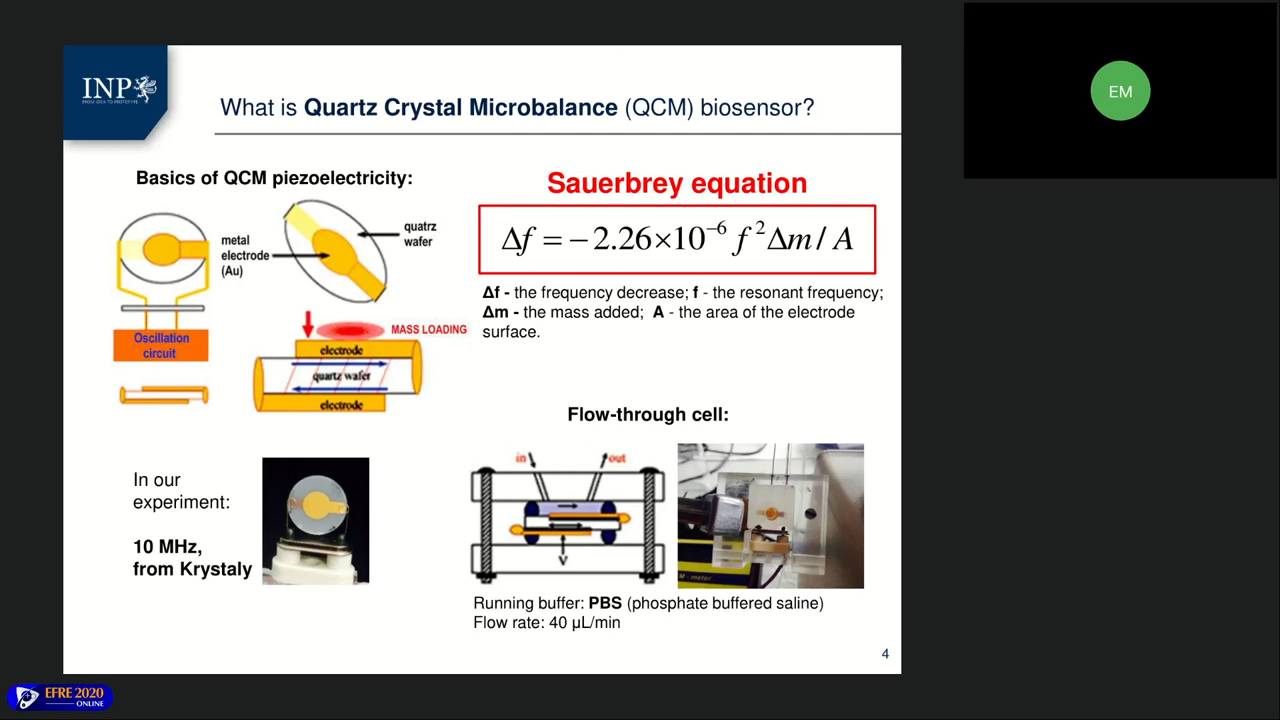 INP
FROM IDEA TO PROTOTYPE
What is Quartz Crystal Microbalance (QCM) biosensor?
Basics of QCM piezoelectricity:
metal
electrode
(Au)
quatrz
wafer
Oscillation
circuit
MASS LOADING
electrode
quartz wafer
electrode
In our
experiment:
10 MHz,
from Krystaly
Sauerbrey equation
Δf = − 2.26×10⁻⁶ f ² Δm / A
Δf - the frequency decrease; f - the resonant frequency;
Δm - the mass added; A - the area of the electrode
surface.
Flow-through cell:
in
out
V
Running buffer: PBS (phosphate buffered saline)
Flow rate: 40 µL/min
4
EM
EFRE 2020
ONLINE